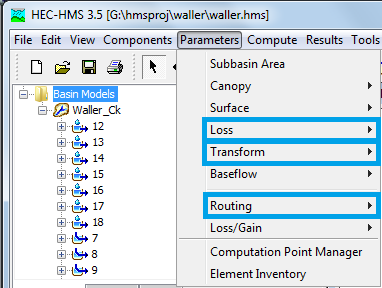 HEC-HMS 3.5 [G:\hmsproj\waller\waller.hms]
File Edit View Components Parameters Compute Results Tools
Subbasin Area
Canopy
Surface
Loss
Transform
Baseflow
Routing
Loss/Gain
Computation Point Manager
Element Inventory
Basin Models
Waller_Ck
12
13
14
15
16
17
18
7
8
9